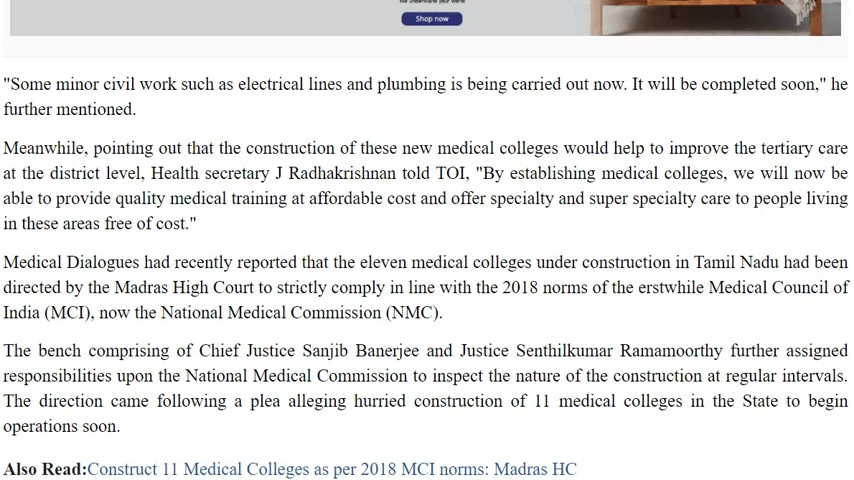 Shop now
"Some minor civil work such as electrical lines and plumbing is being carried out now. It will be completed soon," he
further mentioned.
Meanwhile, pointing out that the construction of these new medical colleges would help to improve the tertiary care
at the district level, Health secretary J Radhakrishnan told TOI, "By establishing medical colleges, we will now be
able to provide quality medical training at affordable cost and offer specialty and super specialty care to people living
in these areas free of cost."
Medical Dialogues had recently reported that the eleven medical colleges under construction in Tamil Nadu had been
directed by the Madras High Court to strictly comply in line with the 2018 norms of the erstwhile Medical Council of
India (MCI), now the National Medical Commission (NMC).
The bench comprising of Chief Justice Sanjib Banerjee and Justice Senthilkumar Ramamoorthy further assigned
responsibilities upon the National Medical Commission to inspect the nature of the construction at regular intervals.
The direction came following a plea alleging hurried construction of 11 medical colleges in the State to begin
operations soon.
Also Read:Construct 11 Medical Colleges as per 2018 MCI norms: Madras HC